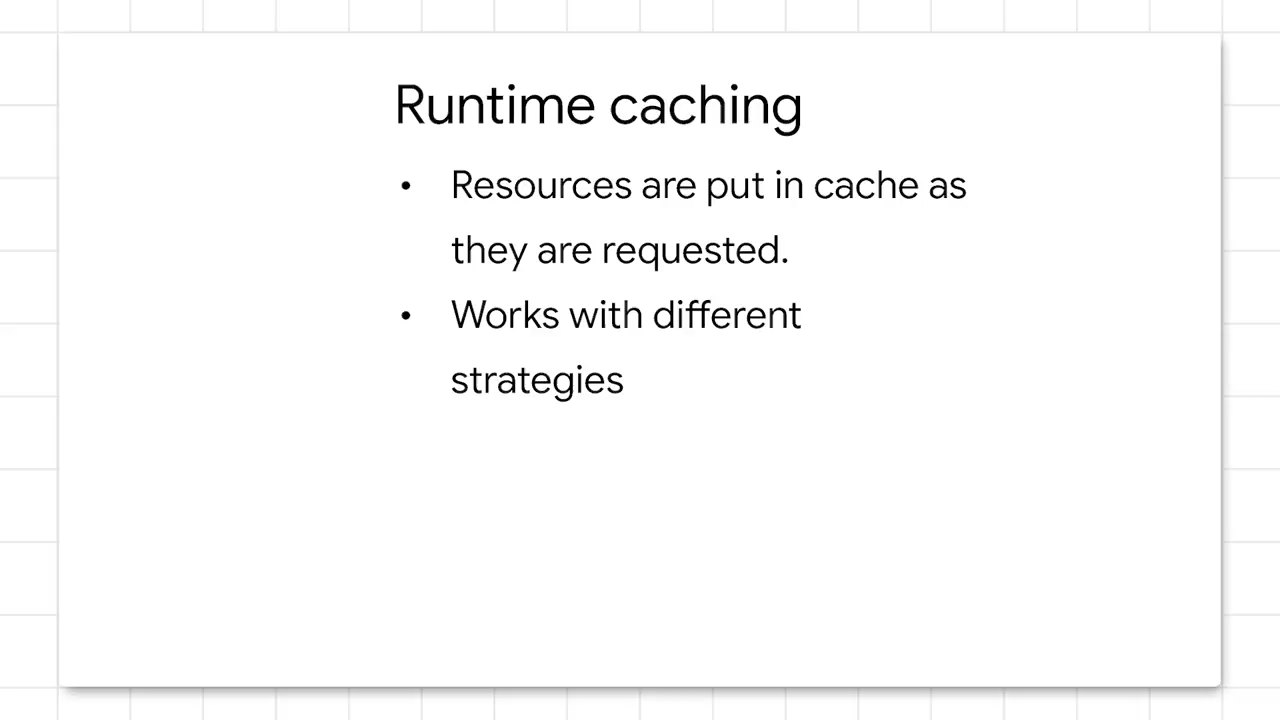 Runtime caching
• Resources are put in cache as
they are requested.
• Works with different
strategies